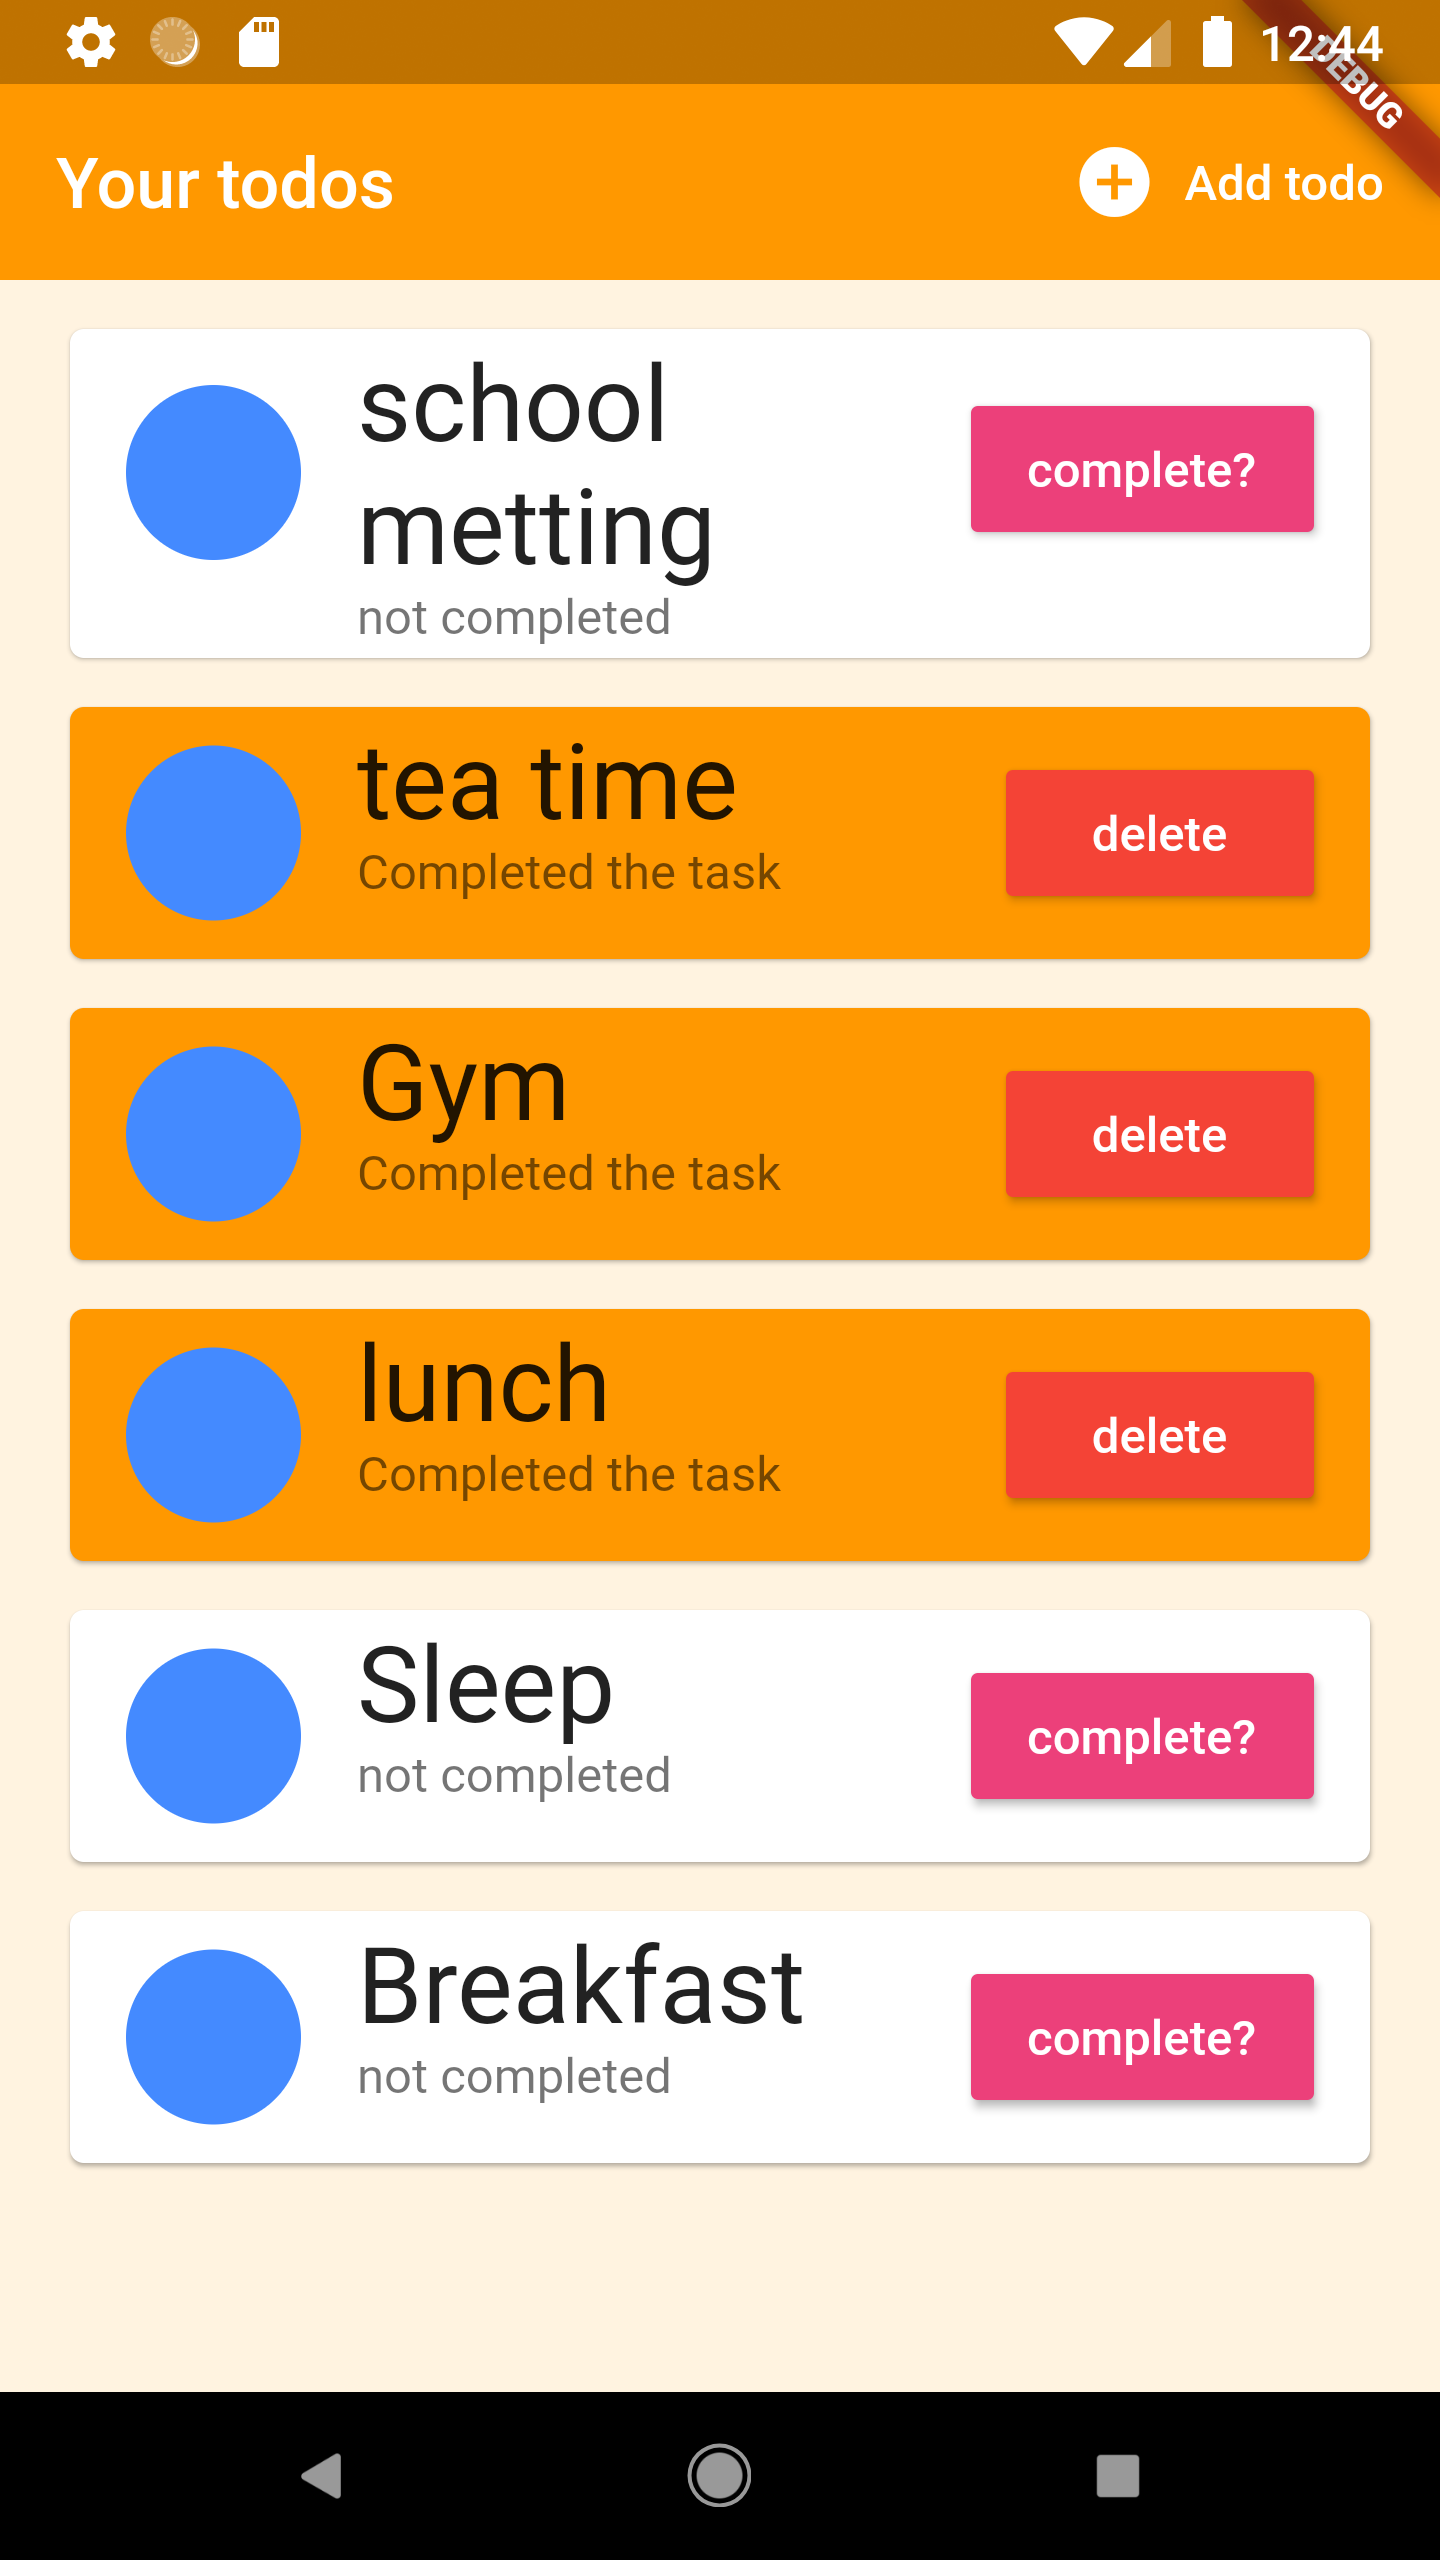 12:44
DEBUG
Your todos
Add todo
school
metting
not completed
complete?
tea time
Completed the task
delete
Gym
Completed the task
delete
lunch
Completed the task
delete
Sleep
not completed
complete?
Breakfast
not completed
complete?